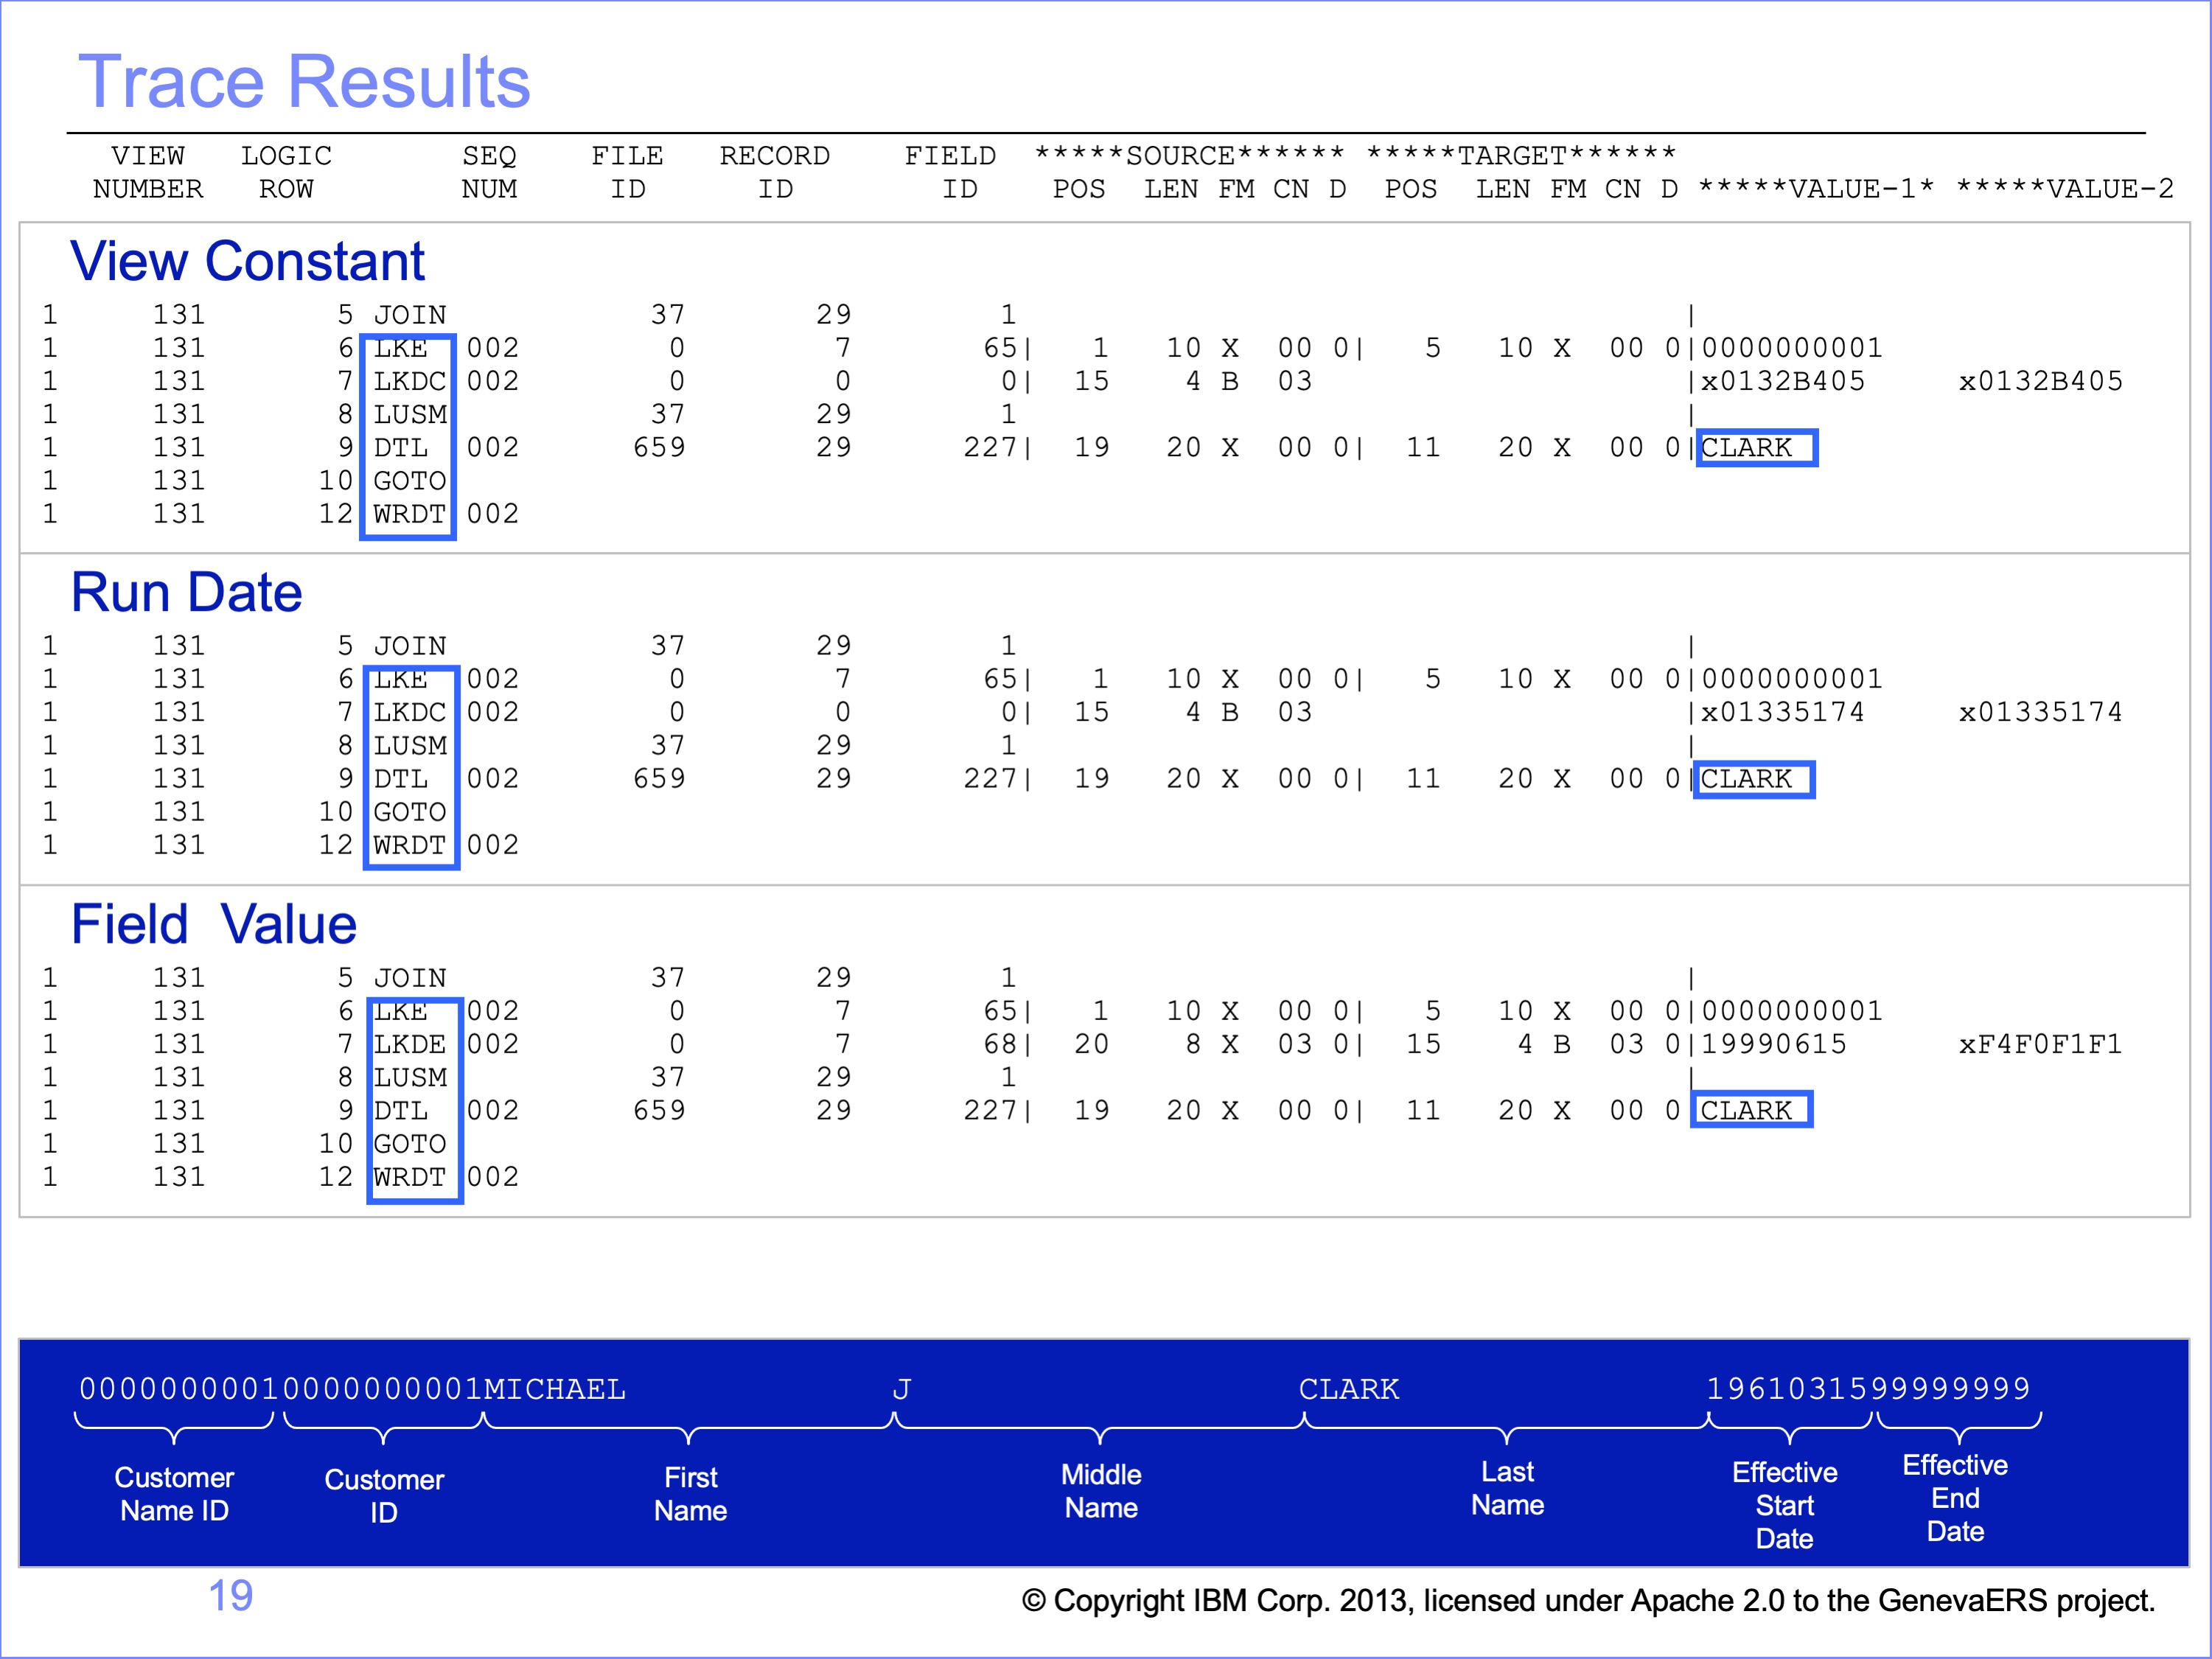 Trace Results
VIEW LOGIC SEQ FILE RECORD FIELD *****SOURCE****** *****TARGET******
NUMBER ROW NUM ID ID ID POS LEN FM CN D POS LEN FM CN D *****VALUE-1* *****VALUE-2
View Constant
1 131 5 JOIN 37 29 1 |
1 131 6 LKE 002 0 7 65| 1 10 X 00 0| 5 10 X 00 0|0000000001
1 131 7 LKDC 002 0 0 0| 15 4 B 03 |x0132B405 x0132B405
1 131 8 LUSM 37 29 1 |
1 131 9 DTL 002 659 29 227| 19 20 X 00 0| 11 20 X 00 0|CLARK
1 131 10 GOTO
1 131 12 WRDT 002
Run Date
1 131 5 JOIN 37 29 1 |
1 131 6 LKE 002 0 7 65| 1 10 X 00 0| 5 10 X 00 0|0000000001
1 131 7 LKDC 002 0 0 0| 15 4 B 03 |x01335174 x01335174
1 131 8 LUSM 37 29 1 |
1 131 9 DTL 002 659 29 227| 19 20 X 00 0| 11 20 X 00 0|CLARK
1 131 10 GOTO
1 131 12 WRDT 002
Field Value
1 131 5 JOIN 37 29 1 |
1 131 6 LKE 002 0 7 65| 1 10 X 00 0| 5 10 X 00 0|0000000001
1 131 7 LKDE 002 0 7 68| 20 8 X 03 0| 15 4 B 03 0|19990615 xF4F0F1F1
1 131 8 LUSM 37 29 1 |
1 131 9 DTL 002 659 29 227| 19 20 X 00 0| 11 20 X 00 0|CLARK
1 131 10 GOTO
1 131 12 WRDT 002
00000000010000000001MICHAEL J CLARK 1961031599999999
Customer Name ID
Customer ID
First Name
Middle Name
Last Name
Effective Start Date
Effective End Date
19
© Copyright IBM Corp. 2013, licensed under Apache 2.0 to the GenevaERS project.